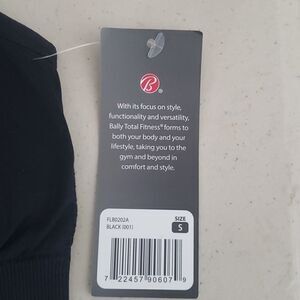 B
With its focus on style,
functionality and versatility,
Bally Total Fitness® forms to
both your body and your
lifestyle, taking you to the
gym and beyond in
comfort and style.
FLB0202A
BLACK (001)
SIZE
S
7 22457 90607 9